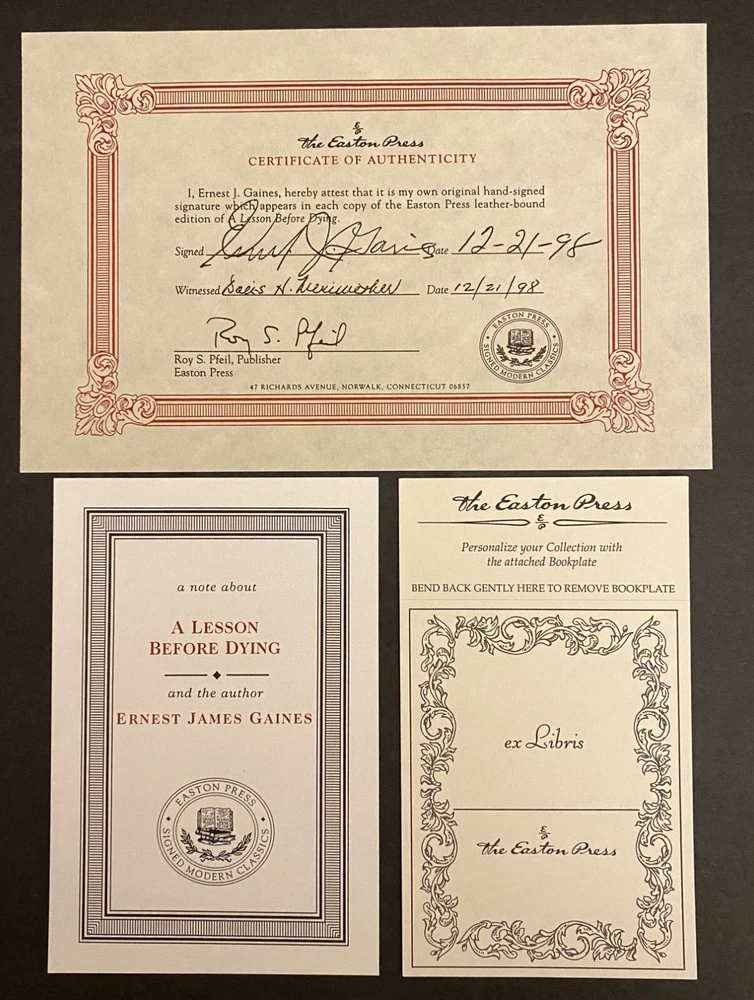 E
P
The Easton Press
CERTIFICATE OF AUTHENTICITY
I, Ernest J. Gaines, hereby attest that it is my own original hand-signed
signature which appears in each copy of the Easton Press leather-bound
edition of A Lesson Before Dying.
Signed Ernest J. Gaines Date 12-21-98
Witnessed Date 12/21/98
Roy S. Pfeil
Roy S. Pfeil, Publisher
Easton Press
EASTON PRESS
SIGNED MODERN CLASSICS
47 RICHARDS AVENUE, NORWALK, CONNECTICUT 06857
a note about
A LESSON
BEFORE DYING
and the author
ERNEST JAMES GAINES
EASTON PRESS
SIGNED MODERN CLASSICS
The Easton Press
E
P
Personalize your Collection with
the attached Bookplate
BEND BACK GENTLY HERE TO REMOVE BOOKPLATE
ex Libris
E
P
The Easton Press